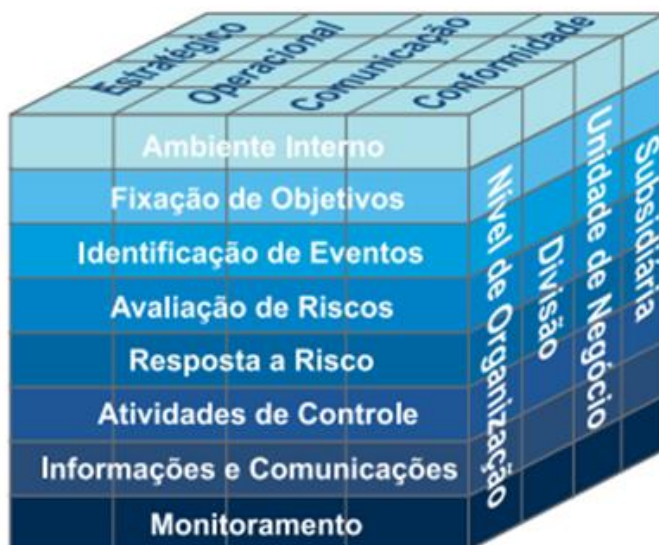 Estratégico
Operacional
Comunicação
Conformidade
Ambiente Interno
Fixação de Objetivos
Identificação de Eventos
Avaliação de Riscos
Resposta a Risco
Atividades de Controle
Informações e Comunicações
Monitoramento
Nível de Organização
Divisão
Unidade de Negócio
Subsidiária